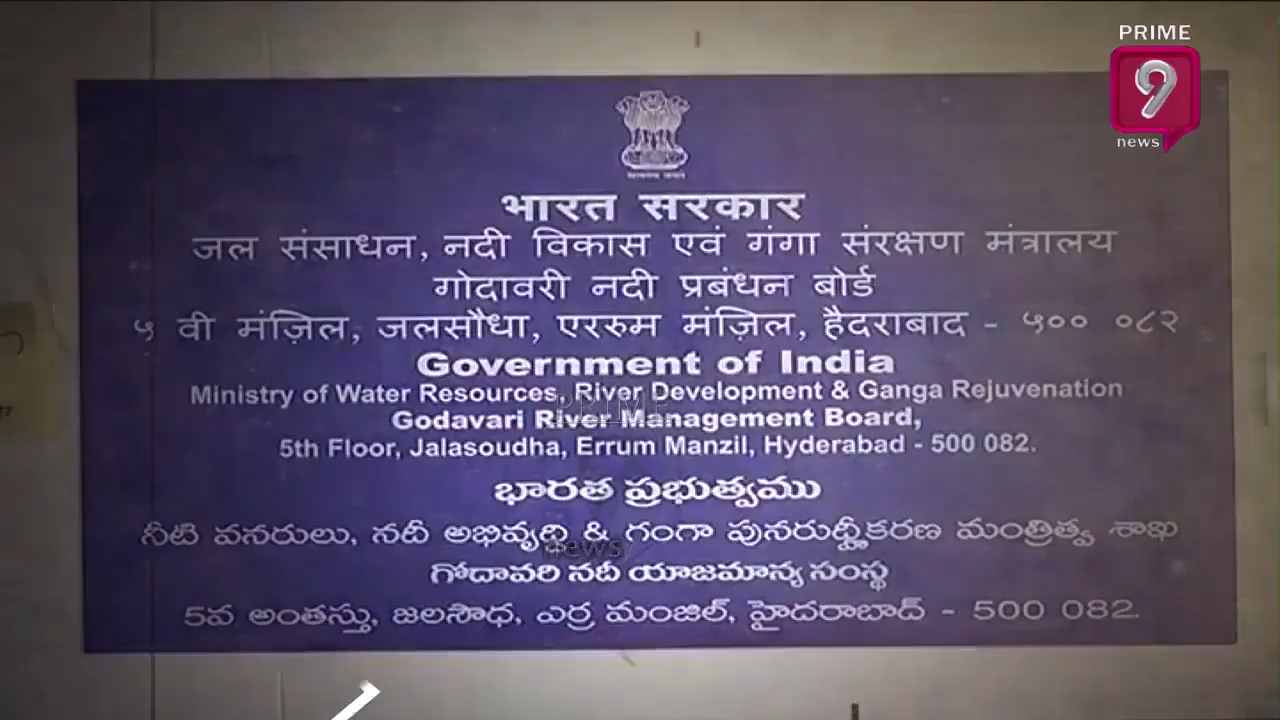 PRIME
9
news
भारत सरकार
जल संसाधन, नदी विकास एवं गंगा संरक्षण मंत्रालय
गोदावरी नदी प्रबंधन बोर्ड
५ वी मंज़िल, जलसौधा, एररुम मंज़िल, हैदराबाद - ५०० ०८२
Government of India
Ministry of Water Resources, River Development & Ganga Rejuvenation
Godavari River Management Board,
5th Floor, Jalasoudha, Errum Manzil, Hyderabad - 500 082.
భారత ప్రభుత్వము
నీటి వనరులు, నదీ అభివృద్ధి & గంగా పునరుద్ధీకరణ మంత్రిత్వ శాఖ
గోదావరి నదీ యాజమాన్య సంస్థ
5వ అంతస్తు, జలసౌధ, ఎర్ర మంజిల్, హైదరాబాద్ - 500 082.
PRIME
news